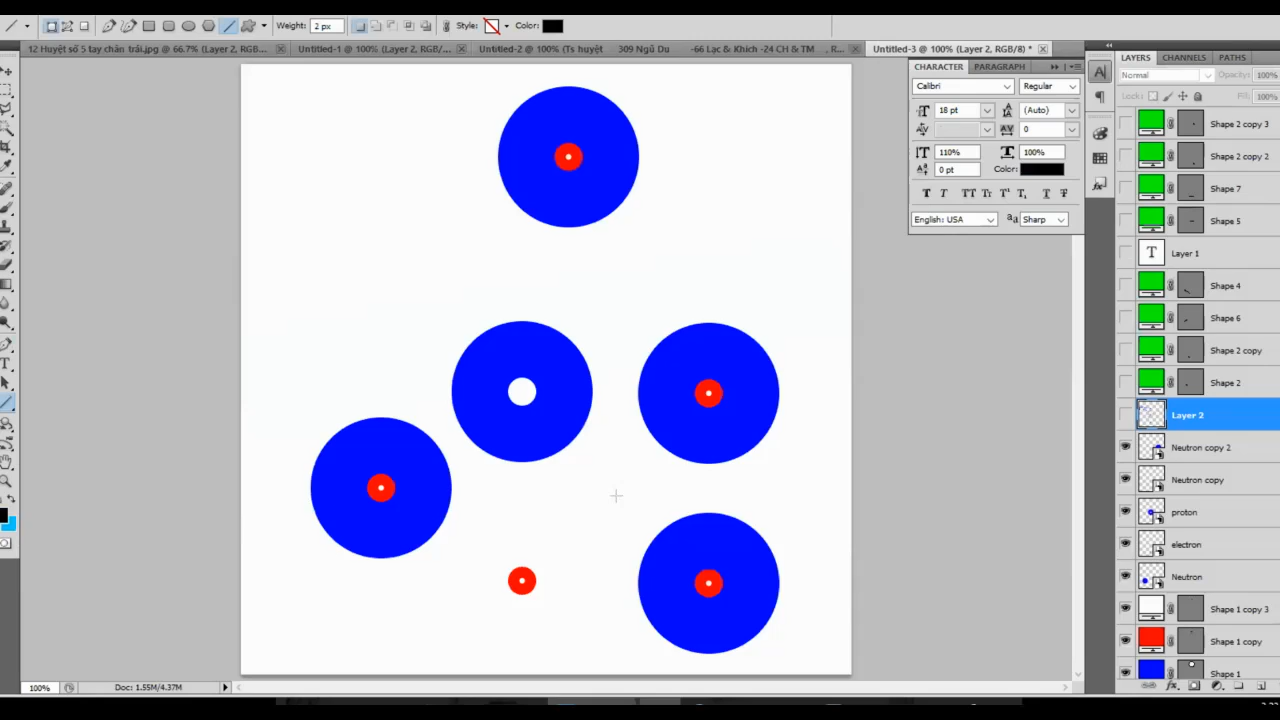 Weight: 2 px Style: Color:
12 Huyệt số 5 tay chân trái.jpg @ 66.7% (Layer 2, RGB... Untitled-1 @ 100% (Layer 2, RGB/... Untitled-2 @ 100% (Ts huyệt 309 Ngũ Du -66 Lạc & Khích -24 CH & TM , R... Untitled-3 @ 100% (Layer 2, RGB/8) *
CHARACTER PARAGRAPH
Calibri Regular
18 pt (Auto)
0
110% 100%
0 pt Color:
T T TT Tr T¹ T, T T
English: USA aa Sharp
LAYERS CHANNELS PATHS
Normal Opacity: 100%
Lock: Fill: 100%
Shape 2 copy 3
Shape 2 copy 2
Shape 7
Shape 5
T Layer 1
Shape 4
Shape 6
Shape 2 copy
Shape 2
Layer 2
Neutron copy 2
Neutron copy
proton
electron
Neutron
Shape 1 copy 3
Shape 1 copy
Shape 1
100% Doc: 1.55M/4.37M